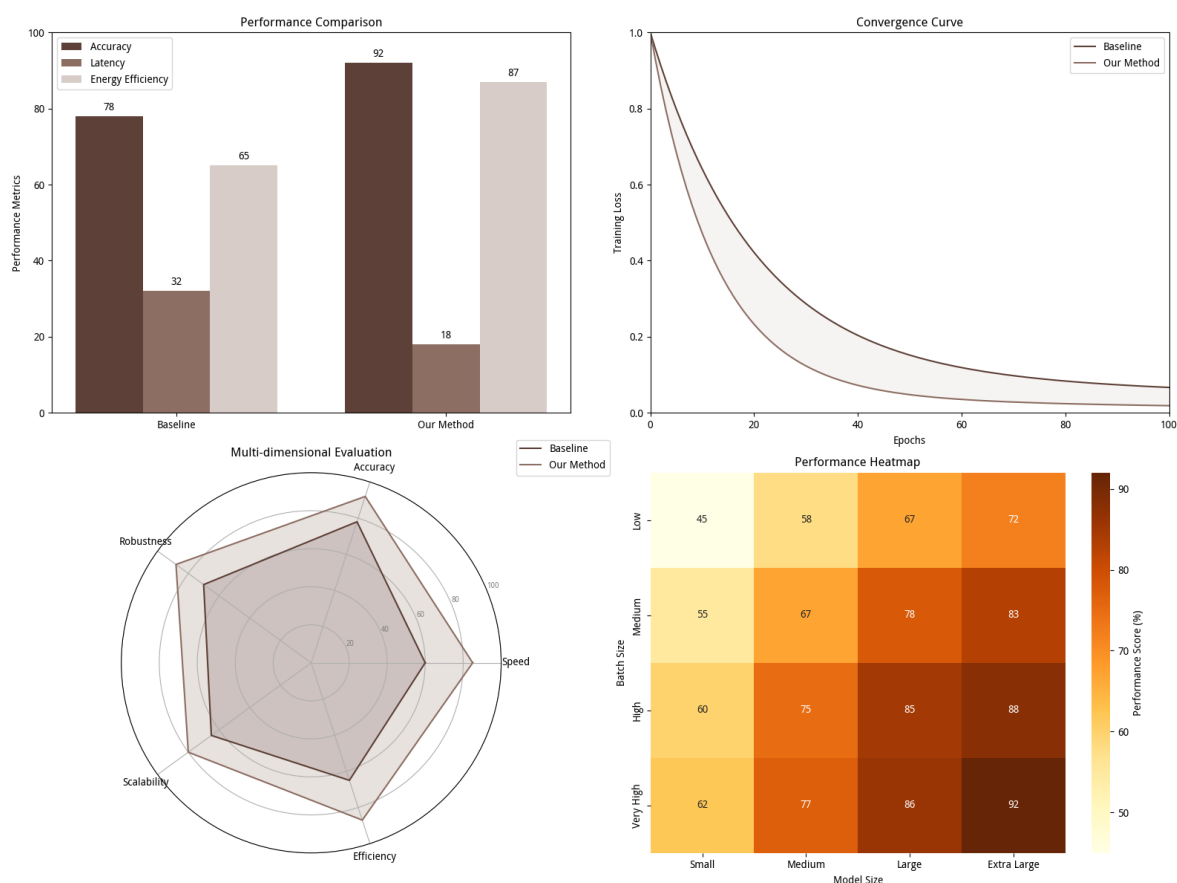 Performance Comparison
Performance Metrics
100
80
60
40
20
0
Accuracy
Latency
Energy Efficiency
78
32
65
92
18
87
Baseline
Our Method
Convergence Curve
Training Loss
1.0
0.8
0.6
0.4
0.2
0.0
Baseline
Our Method
0
20
40
60
80
100
Epochs
Multi-dimensional Evaluation
Baseline
Our Method
Accuracy
Robustness
Speed
Scalability
Efficiency
20
40
60
80
100
Performance Heatmap
Batch Size
Low
45
58
67
72
Medium
55
67
78
83
High
60
75
85
88
Very High
62
77
86
92
Small
Medium
Large
Extra Large
Model Size
90
80
70
60
50
Performance Score (%)